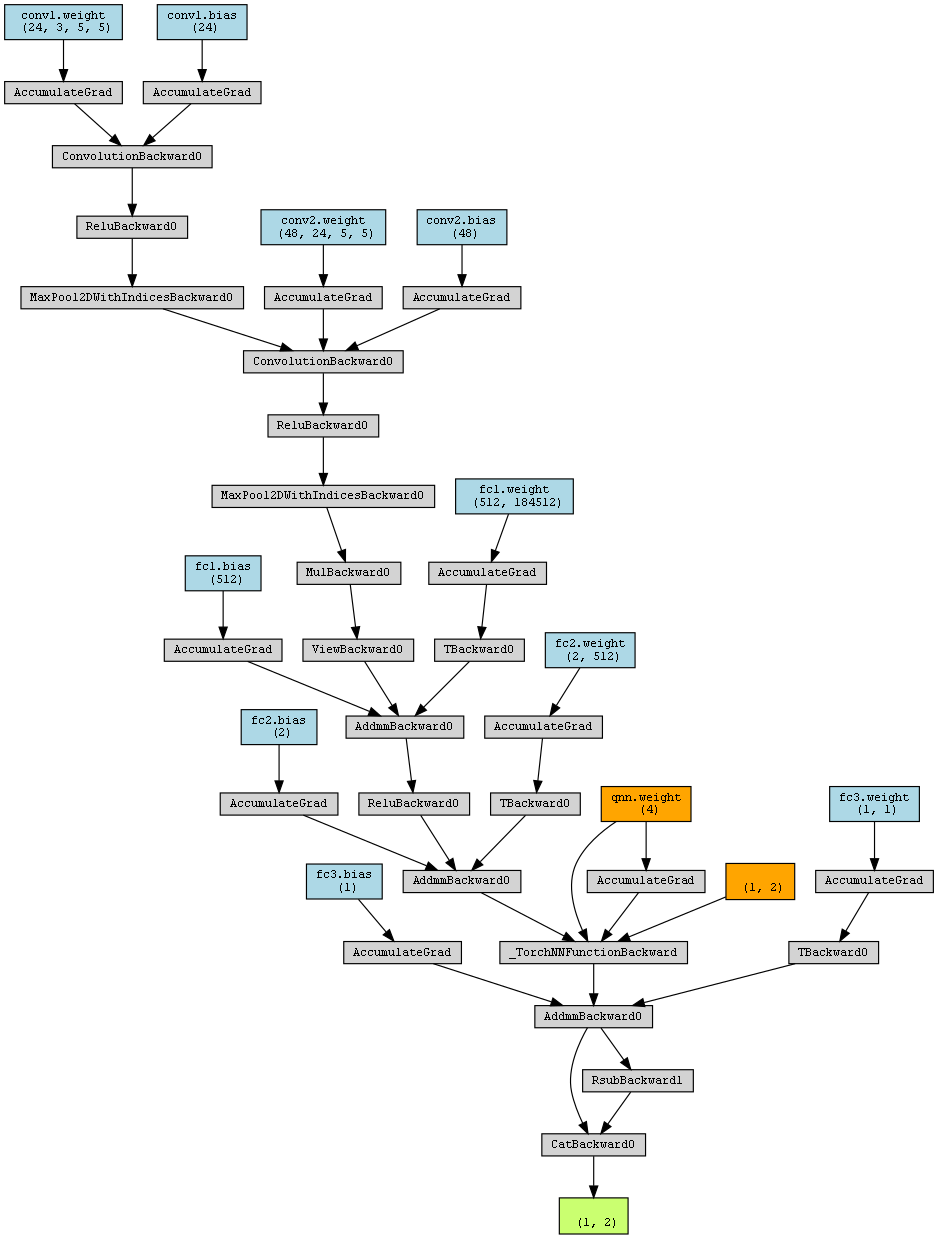 conv1.weight
(24, 3, 5, 5)
conv1.bias
(24)
AccumulateGrad
AccumulateGrad
ConvolutionBackward0
ReluBackward0
conv2.weight
(48, 24, 5, 5)
conv2.bias
(48)
MaxPool2DWithIndicesBackward0
AccumulateGrad
AccumulateGrad
ConvolutionBackward0
ReluBackward0
MaxPool2DWithIndicesBackward0
fc1.weight
(512, 184512)
fc1.bias
(512)
MulBackward0
AccumulateGrad
AccumulateGrad
ViewBackward0
TBackward0
fc2.weight
(2, 512)
fc2.bias
(2)
AddmmBackward0
AccumulateGrad
AccumulateGrad
ReluBackward0
TBackward0
qnn.weight
(4)
fc3.weight
(1, 1)
fc3.bias
(1)
AddmmBackward0
AccumulateGrad
(1, 2)
AccumulateGrad
AccumulateGrad
_TorchNNFunctionBackward
TBackward0
AddmmBackward0
RsubBackward1
CatBackward0
(1, 2)